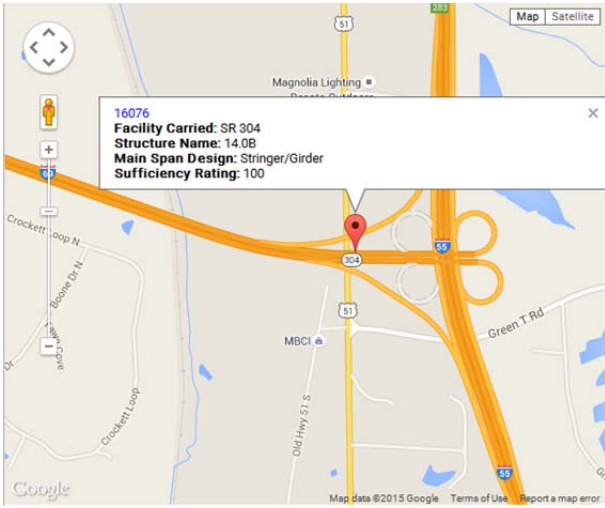 283
51
Map Satellite
Magnolia Lighting
16076
Facility Carried: SR 304
Structure Name: 14.0B
Main Span Design: Stringer/Girder
Sufficiency Rating: 100
69
Crockett Loop N
Boone Dr N
55
304
51
Green T Rd
MBCI
Crockett Loop
Old Hwy 51 S
55
Google
Map data ©2015 Google Terms of Use Report a map error